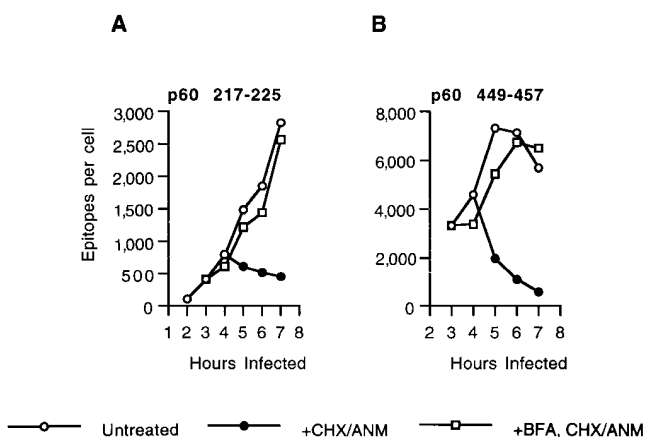 A
p60 217-225
3,000
2,500
2,000
1,500
1,000
500
0
Epitopes per cell
1 2 3 4 5 6 7 8
Hours Infected
B
p60 449-457
8,000
6,000
4,000
2,000
0
2 3 4 5 6 7 8
Hours Infected
Untreated
+CHX/ANM
+BFA, CHX/ANM